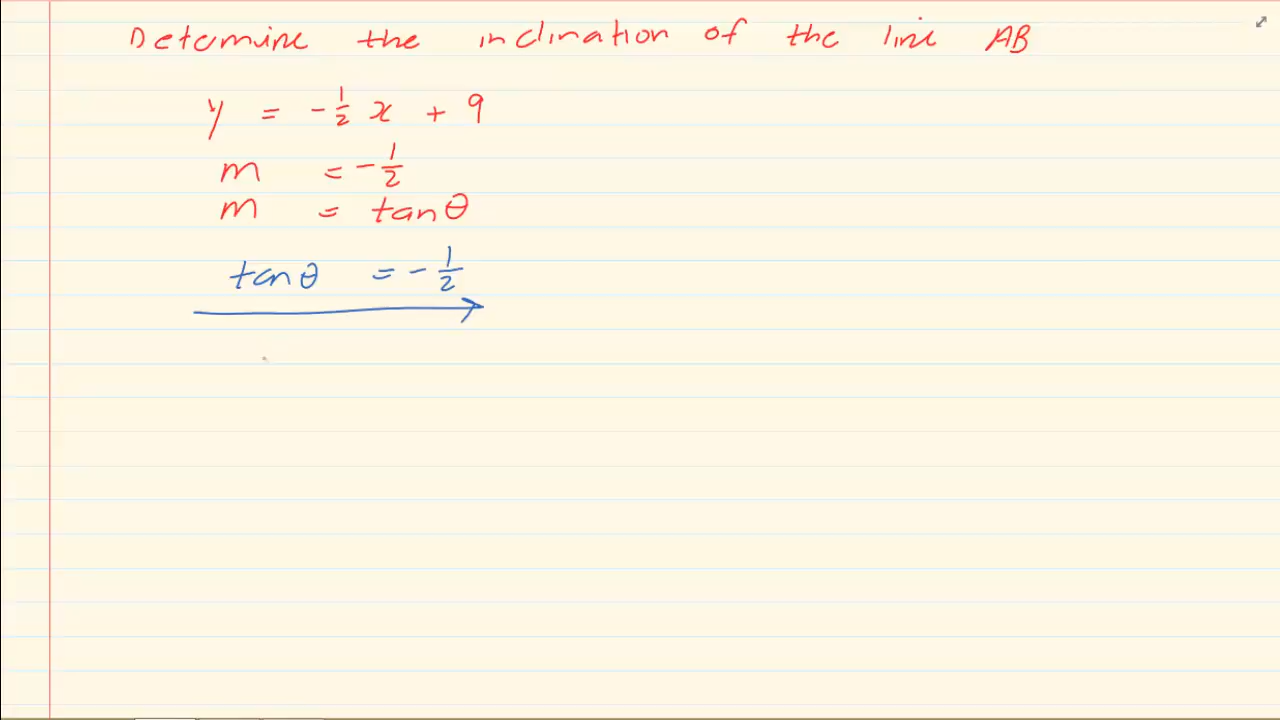 Determine the inclination of the line AB
y = -1/2 x + 9
m = -1/2
m = tanθ
tanθ = -1/2